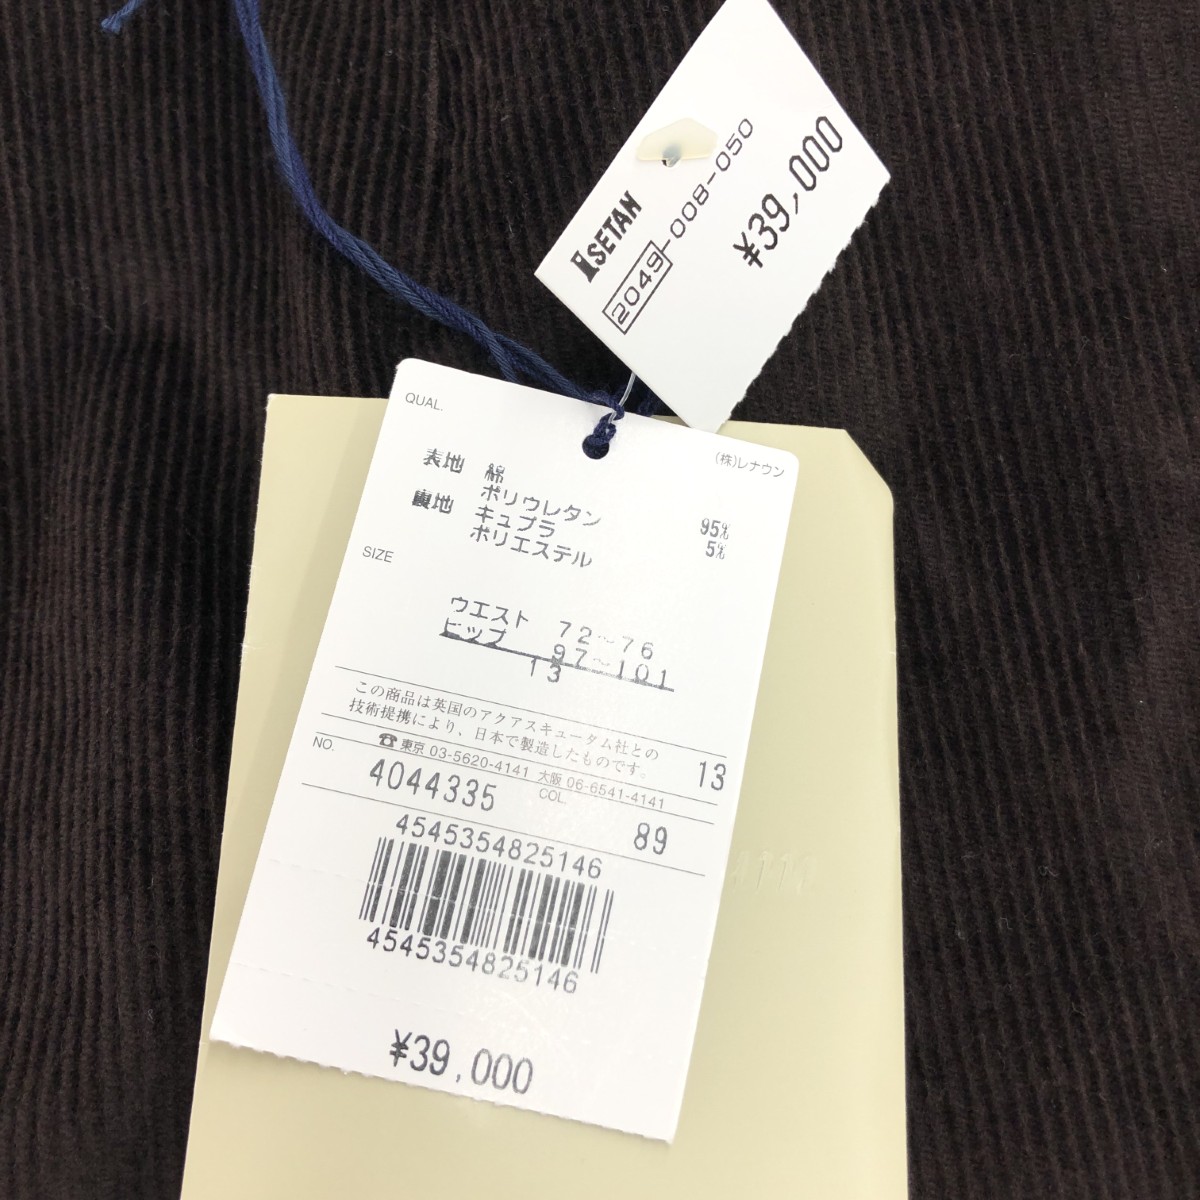 ISETAN
2049-008-050
¥39,000
QUAL.
(株)レナウン
表地 綿 95%
ポリウレタン 5%
裏地 キュプラ
ポリエステル
SIZE
ウエスト 72～76
ヒップ 97～101
13
この商品は英国のアクアスキュータム社との
技術提携により、日本で製造したものです。
☎東京 03-5620-4141 大阪 06-6541-4141
13
NO. 4044335
COL. 89
4545354825146
4545354825146
¥39,000